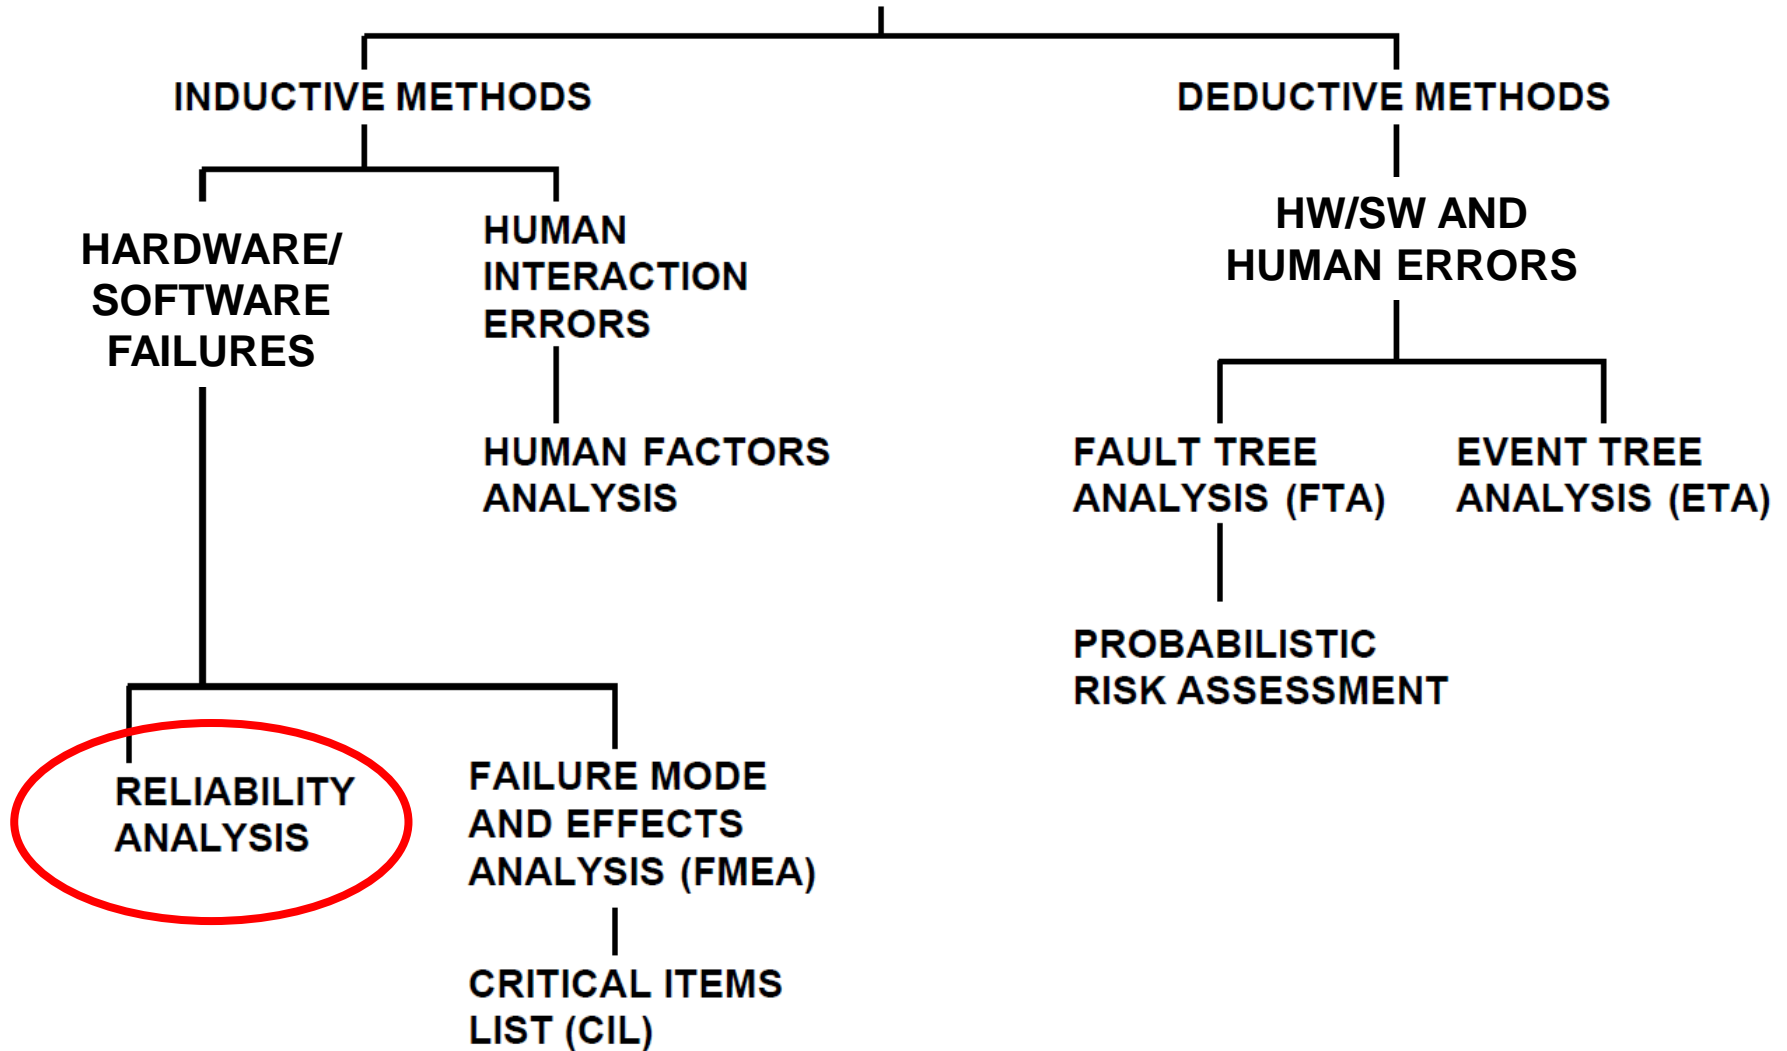 INDUCTIVE METHODS
DEDUCTIVE METHODS
HARDWARE/
SOFTWARE
FAILURES
HUMAN
INTERACTION
ERRORS
HW/SW AND
HUMAN ERRORS
HUMAN FACTORS
ANALYSIS
FAULT TREE
ANALYSIS (FTA)
EVENT TREE
ANALYSIS (ETA)
PROBABILISTIC
RISK ASSESSMENT
RELIABILITY
ANALYSIS
FAILURE MODE
AND EFFECTS
ANALYSIS (FMEA)
CRITICAL ITEMS
LIST (CIL)